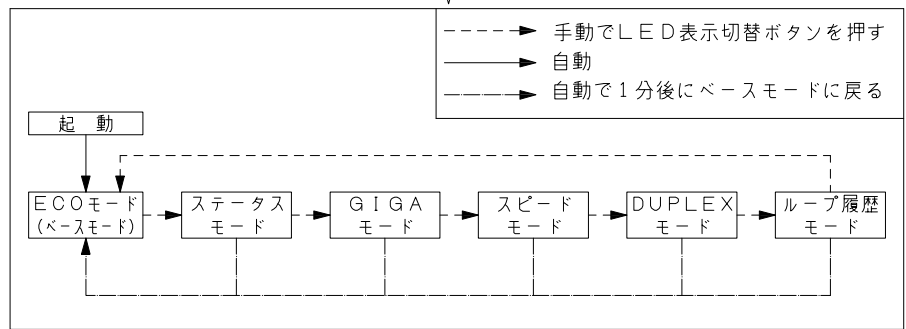 手動でLED表示切替ボタンを押す
自動
自動で1分後にベースモードに戻る
起 動
ECOモード
(ベースモード)
ステータス
モード
GIGA
モード
スピード
モード
DUPLEX
モード
ループ履歴
モード